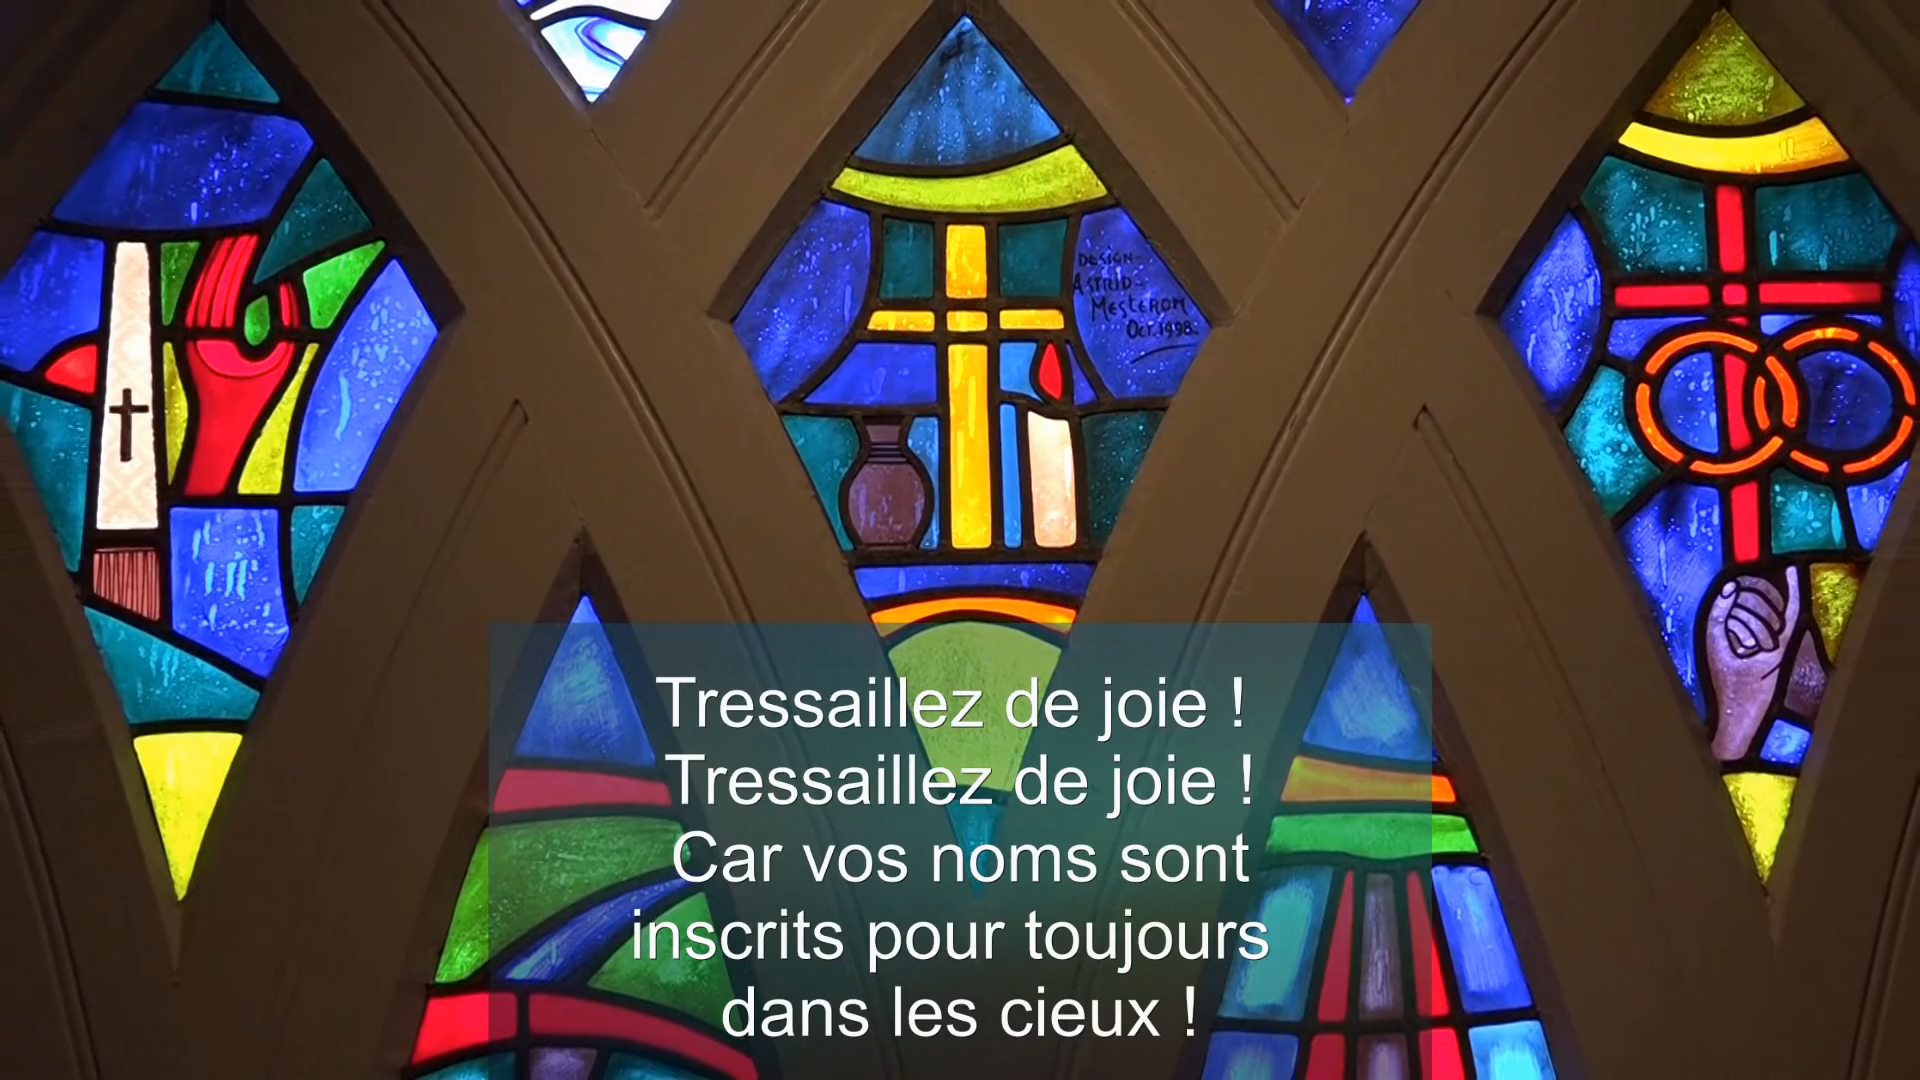 DESIGN-
ASTRID-
MESTEROM
OCT. 1998.
Tressaillez de joie !
Tressaillez de joie !
Car vos noms sont
inscrits pour toujours
dans les cieux !